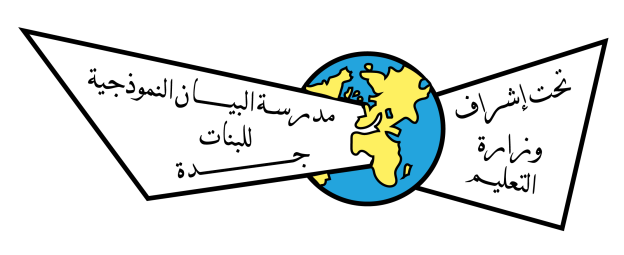 تحت إشراف
وزارة
التعليم
مدرسة البيان النموذجية
للبنات
جدة